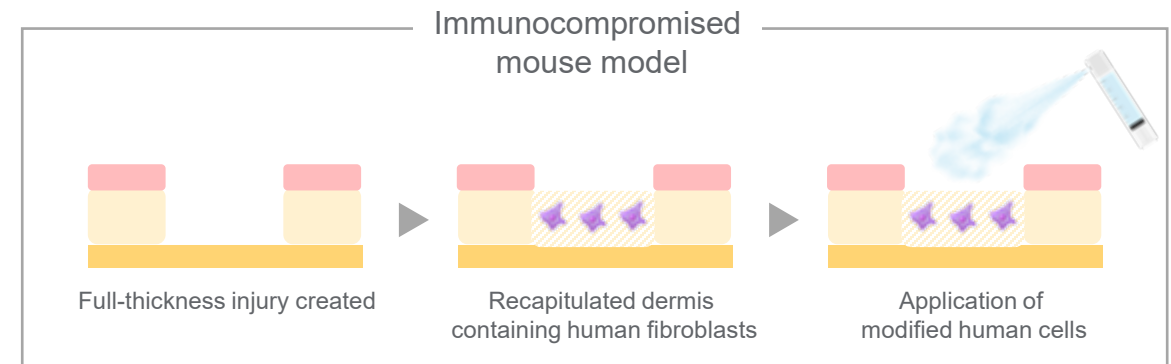 Immunocompromised
mouse model
Full-thickness injury created
Recapitulated dermis
containing human fibroblasts
Application of
modified human cells